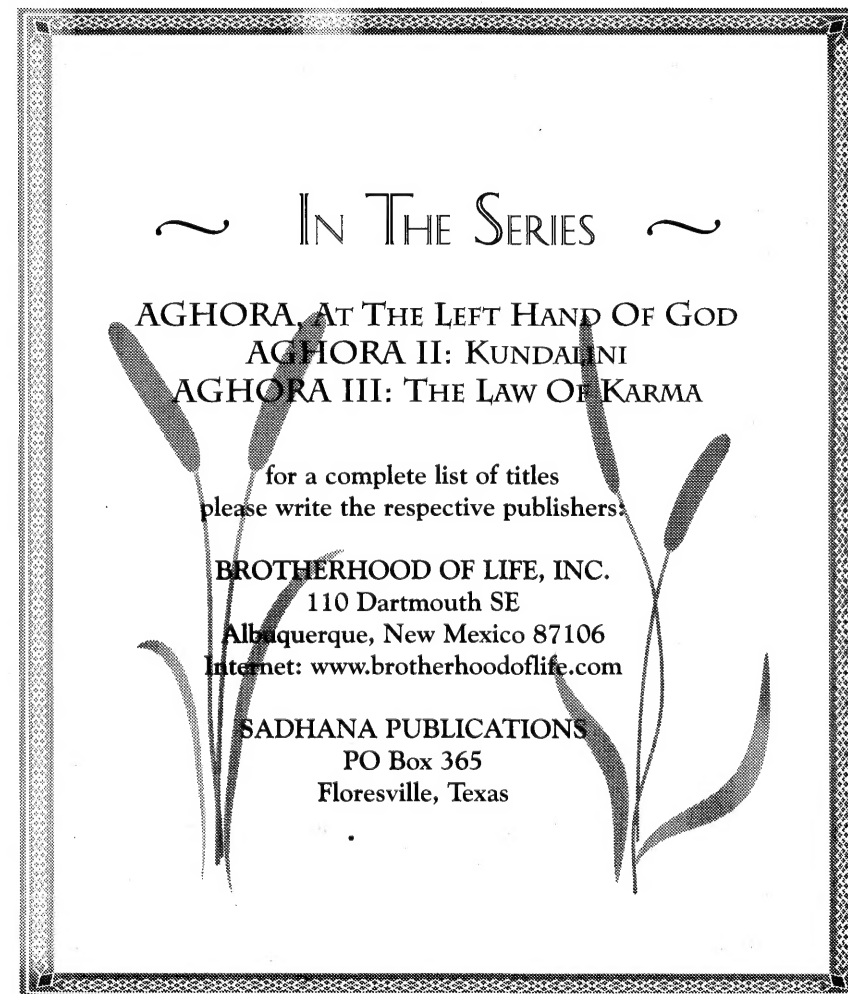 ~ IN THE SERIES ~
AGHORA, AT THE LEFT HAND OF GOD
AGHORA II: KUNDALINI
AGHORA III: THE LAW OF KARMA
for a complete list of titles
please write the respective publishers:
BROTHERHOOD OF LIFE, INC.
110 Dartmouth SE
Albuquerque, New Mexico 87106
Internet: www.brotherhoodoflife.com
SADHANA PUBLICATIONS
PO Box 365
Floresville, Texas